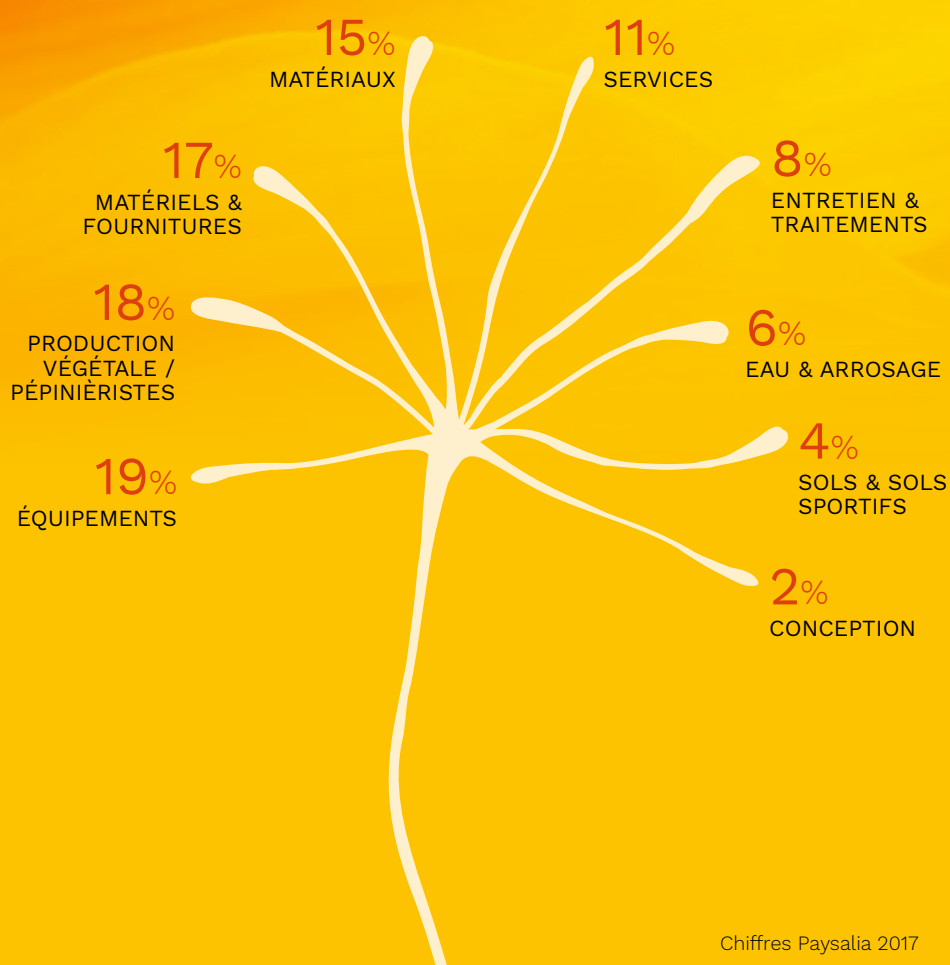 15%
MATÉRIAUX
11%
SERVICES
17%
MATÉRIELS &
FOURNITURES
8%
ENTRETIEN &
TRAITEMENTS
18%
PRODUCTION
VÉGÉTALE /
PÉPINIÈRISTES
6%
EAU & ARROSAGE
19%
ÉQUIPEMENTS
4%
SOLS & SOLS
SPORTIFS
2%
CONCEPTION
Chiffres Paysalia 2017